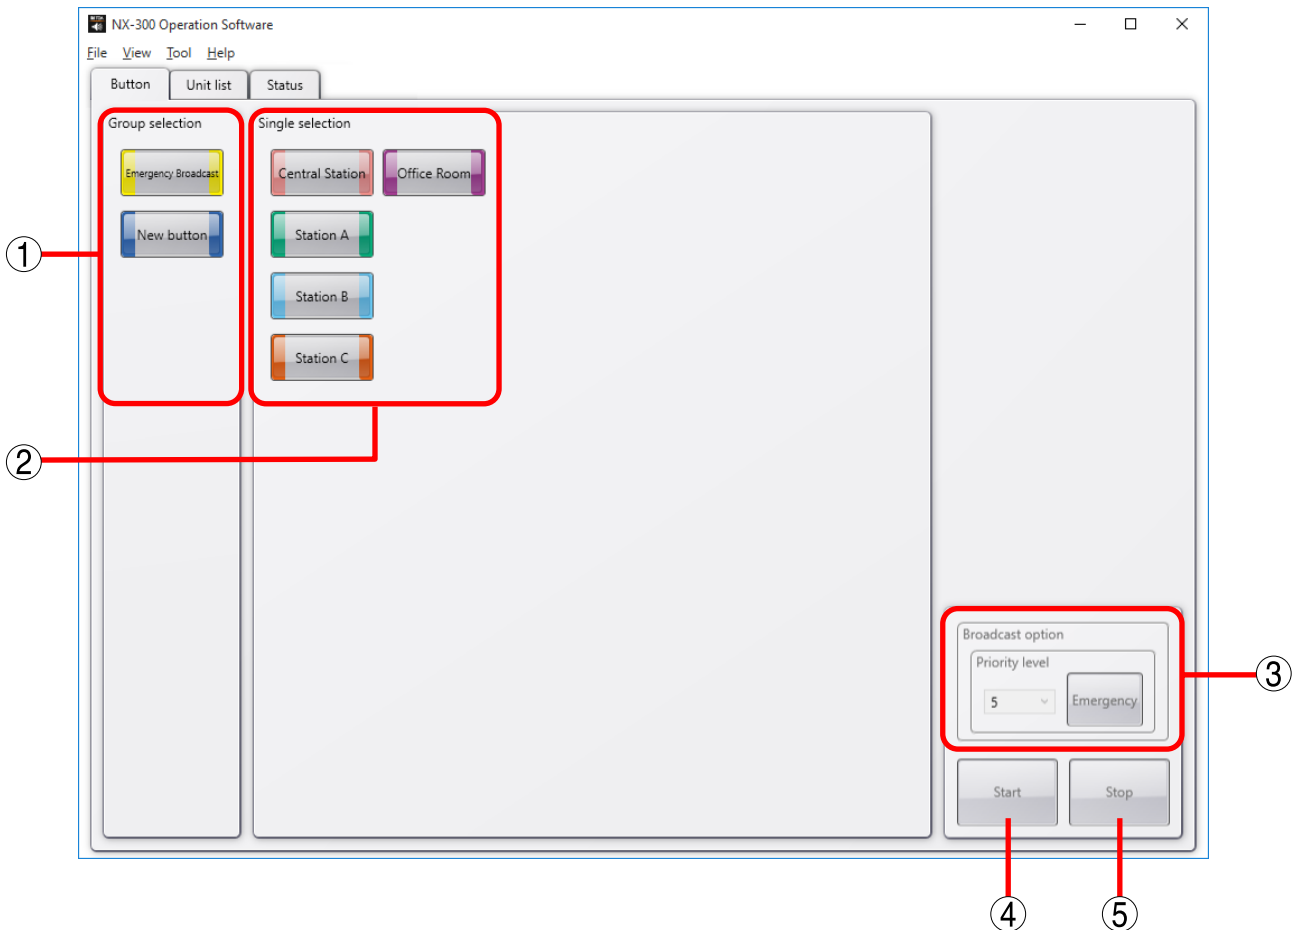 NX-300 Operation Software
File View Tool Help
Button Unit list Status
Group selection
Emergency Broadcast
New button
Single selection
Central Station Office Room
Station A
Station B
Station C
Broadcast option
Priority level
5 Emergency
Start Stop
1
2
3
4
5